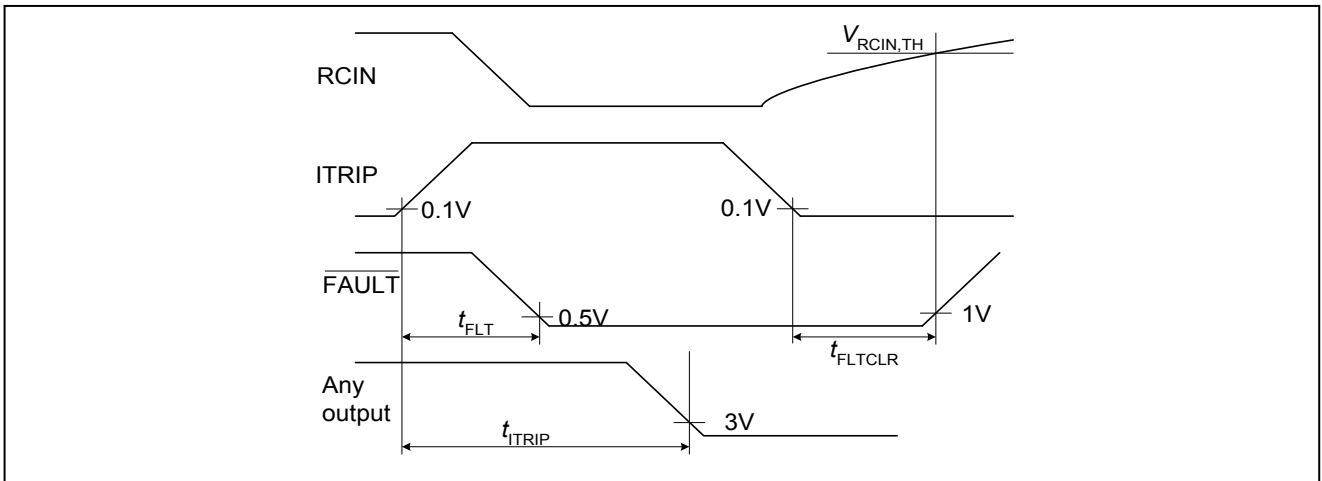 V_RCIN,TH
RCIN
ITRIP
0.1V
0.1V
FAULT
0.5V
1V
t_FLT
t_FLTCLR
Any
output
3V
t_ITRIP